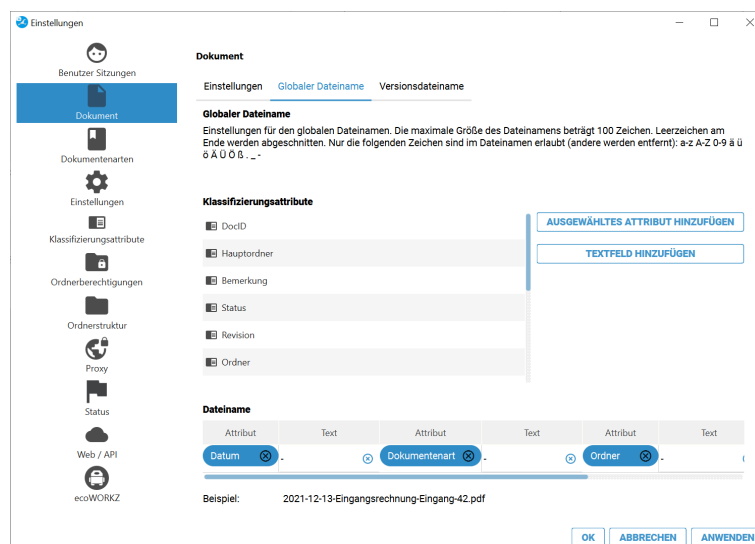 Einstellungen
Benutzer Sitzungen
Dokument
Dokumentenarten
Einstellungen
Klassifizierungsattribute
Ordnerberechtigungen
Ordnerstruktur
Proxy
Status
Web / API
ecoWORKZ
Dokument
Einstellungen Globaler Dateiname Versionsdateiname
Globaler Dateiname
Einstellungen für den globalen Dateinamen. Die maximale Größe des Dateinamens beträgt 100 Zeichen. Leerzeichen am
Ende werden abgeschnitten. Nur die folgenden Zeichen sind im Dateinamen erlaubt (andere werden entfernt): a-z A-Z 0-9 ä ü
ö Ä Ü Ö ß . _ -
Klassifizierungsattribute
DocID
Hauptordner
Bemerkung
Status
Revision
Ordner
AUSGEWÄHLTES ATTRIBUT HINZUFÜGEN
TEXTFELD HINZUFÜGEN
Dateiname
Attribut Text Attribut Text Attribut Text
Datum - Dokumentenart - Ordner -
Beispiel: 2021-12-13-Eingangsrechnung-Eingang-42.pdf
OK ABBRECHEN ANWENDEN